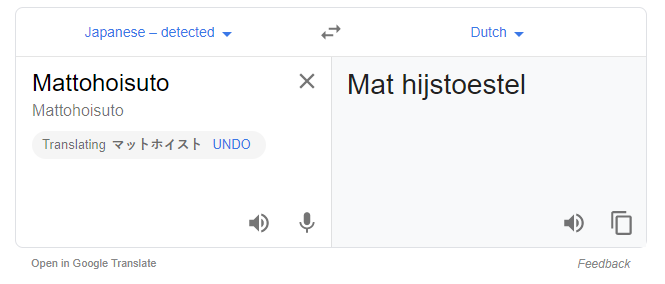 Japanese – detected
Dutch
Mattohoisuto
Mattohoisuto
Translating マットホイスト UNDO
Mat hijstoestel
Open in Google Translate
Feedback